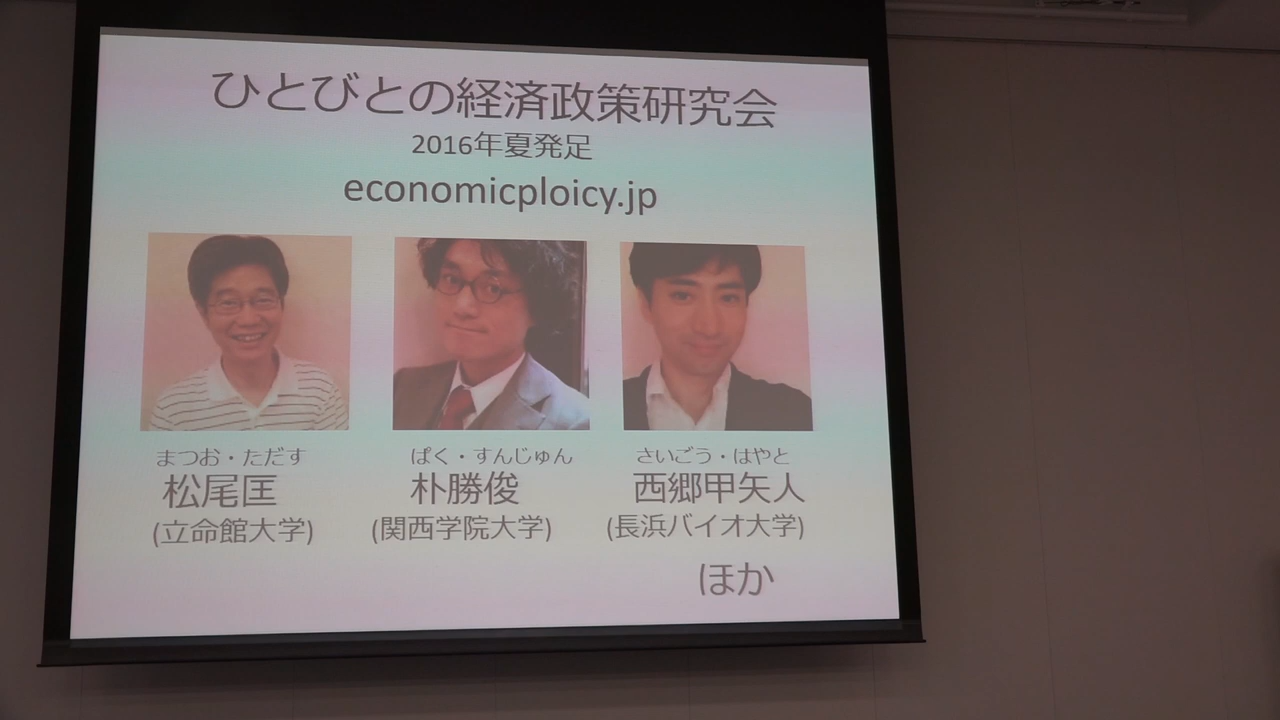 ひとびとの経済政策研究会
2016年夏発足
economicploicy.jp
まつお・ただす
松尾匡
(立命館大学)
ぱく・すんじゅん
朴勝俊
(関西学院大学)
さいごう・はやと
西郷甲矢人
(長浜バイオ大学)
ほか